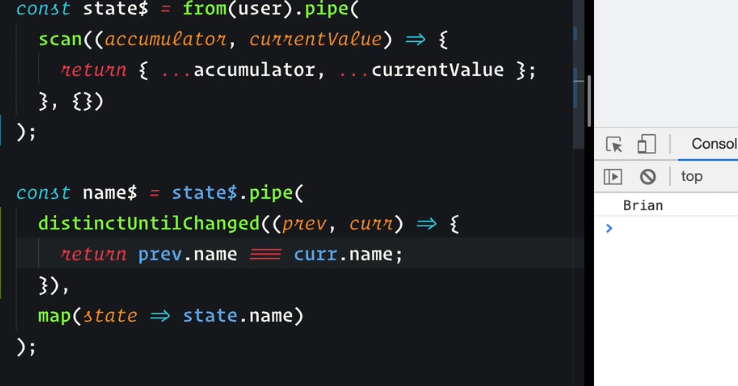 const state$ = from(user).pipe(
scan((accumulator, currentValue) => {
return { ...accumulator, ...currentValue };
}, {})
);
const name$ = state$.pipe(
distinctUntilChanged((prev, curr) => {
return prev.name === curr.name;
}),
map(state => state.name)
);
Consol
top
Brian
>